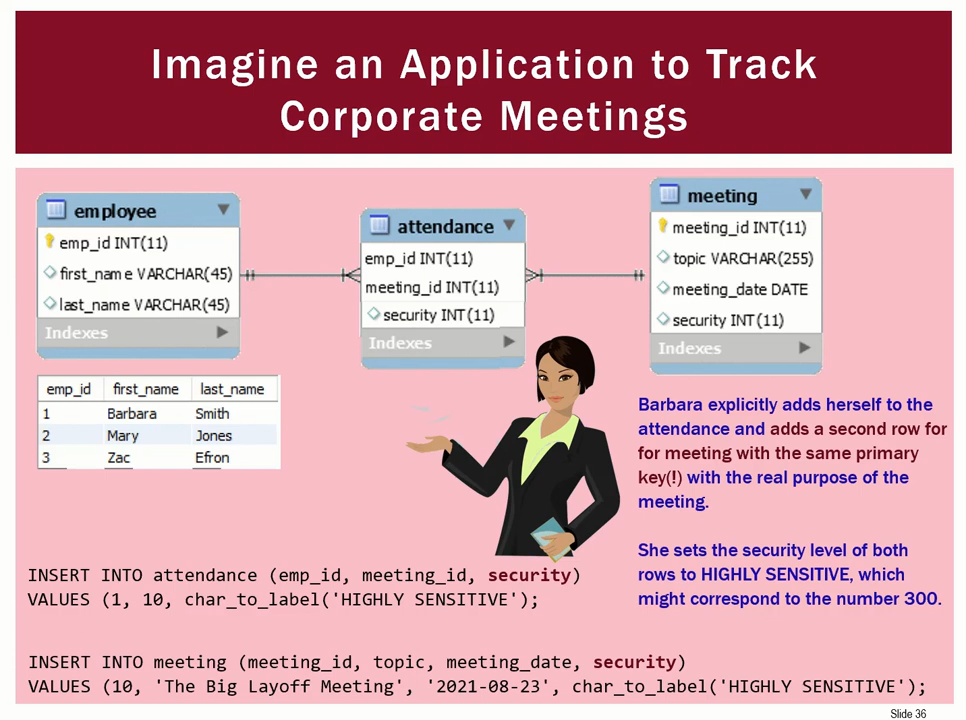 Imagine an Application to Track
Corporate Meetings
employee
emp_id INT(11)
first_name VARCHAR(45)
last_name VARCHAR(45)
Indexes
attendance
emp_id INT(11)
meeting_id INT(11)
security INT(11)
Indexes
meeting
meeting_id INT(11)
topic VARCHAR(255)
meeting_date DATE
security INT(11)
Indexes
emp_id first_name last_name
1 Barbara Smith
2 Mary Jones
3 Zac Efron
Barbara explicitly adds herself to the
attendance and adds a second row for
for meeting with the same primary
key(!) with the real purpose of the
meeting.
She sets the security level of both
rows to HIGHLY SENSITIVE, which
might correspond to the number 300.
INSERT INTO attendance (emp_id, meeting_id, security)
VALUES (1, 10, char_to_label('HIGHLY SENSITIVE');
INSERT INTO meeting (meeting_id, topic, meeting_date, security)
VALUES (10, 'The Big Layoff Meeting', '2021-08-23', char_to_label('HIGHLY SENSITIVE');
Slide 36